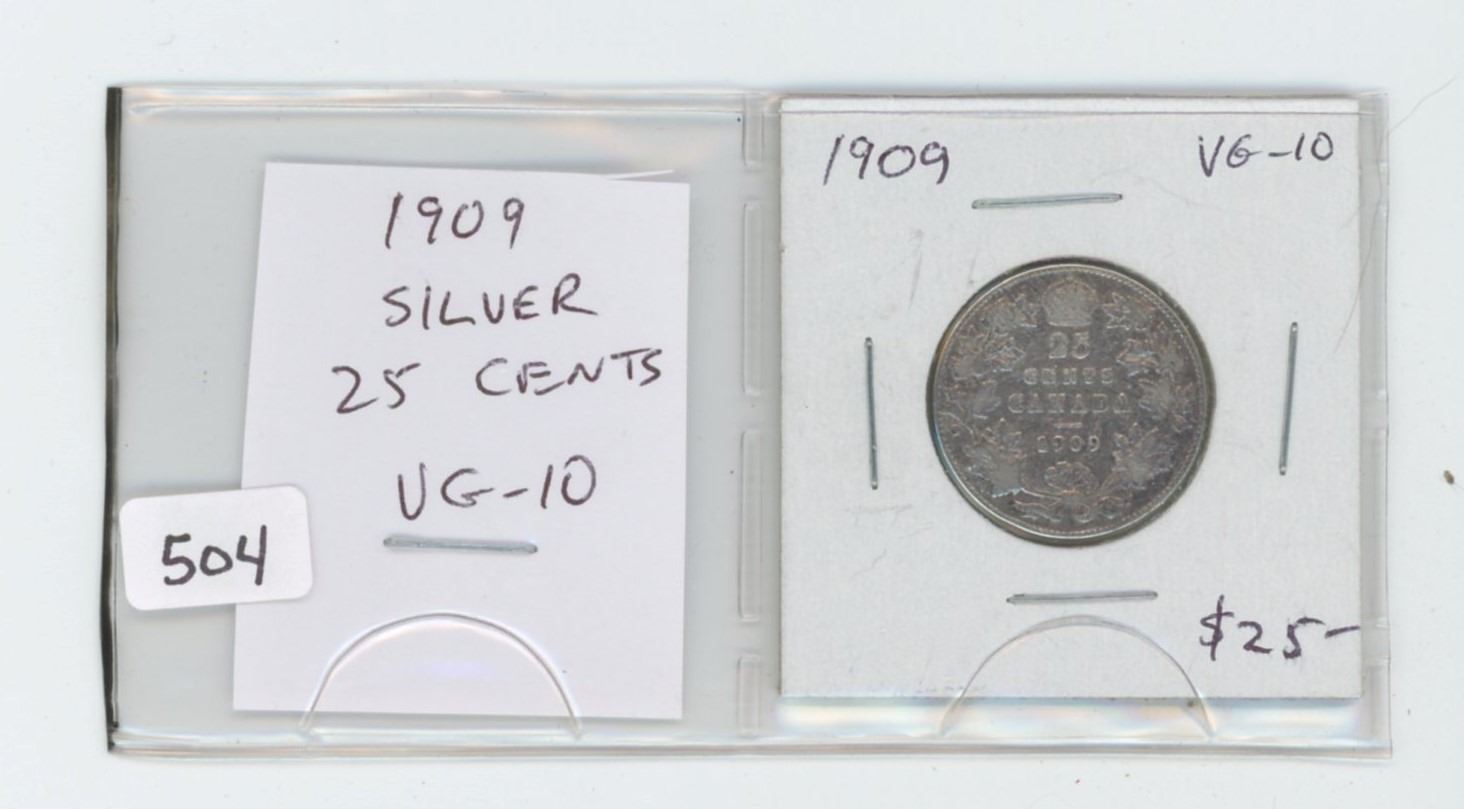 1909
SILVER
25 CENTS
VG-10
504
1909 VG-10
25
CENTS
CANADA
1909
$25-